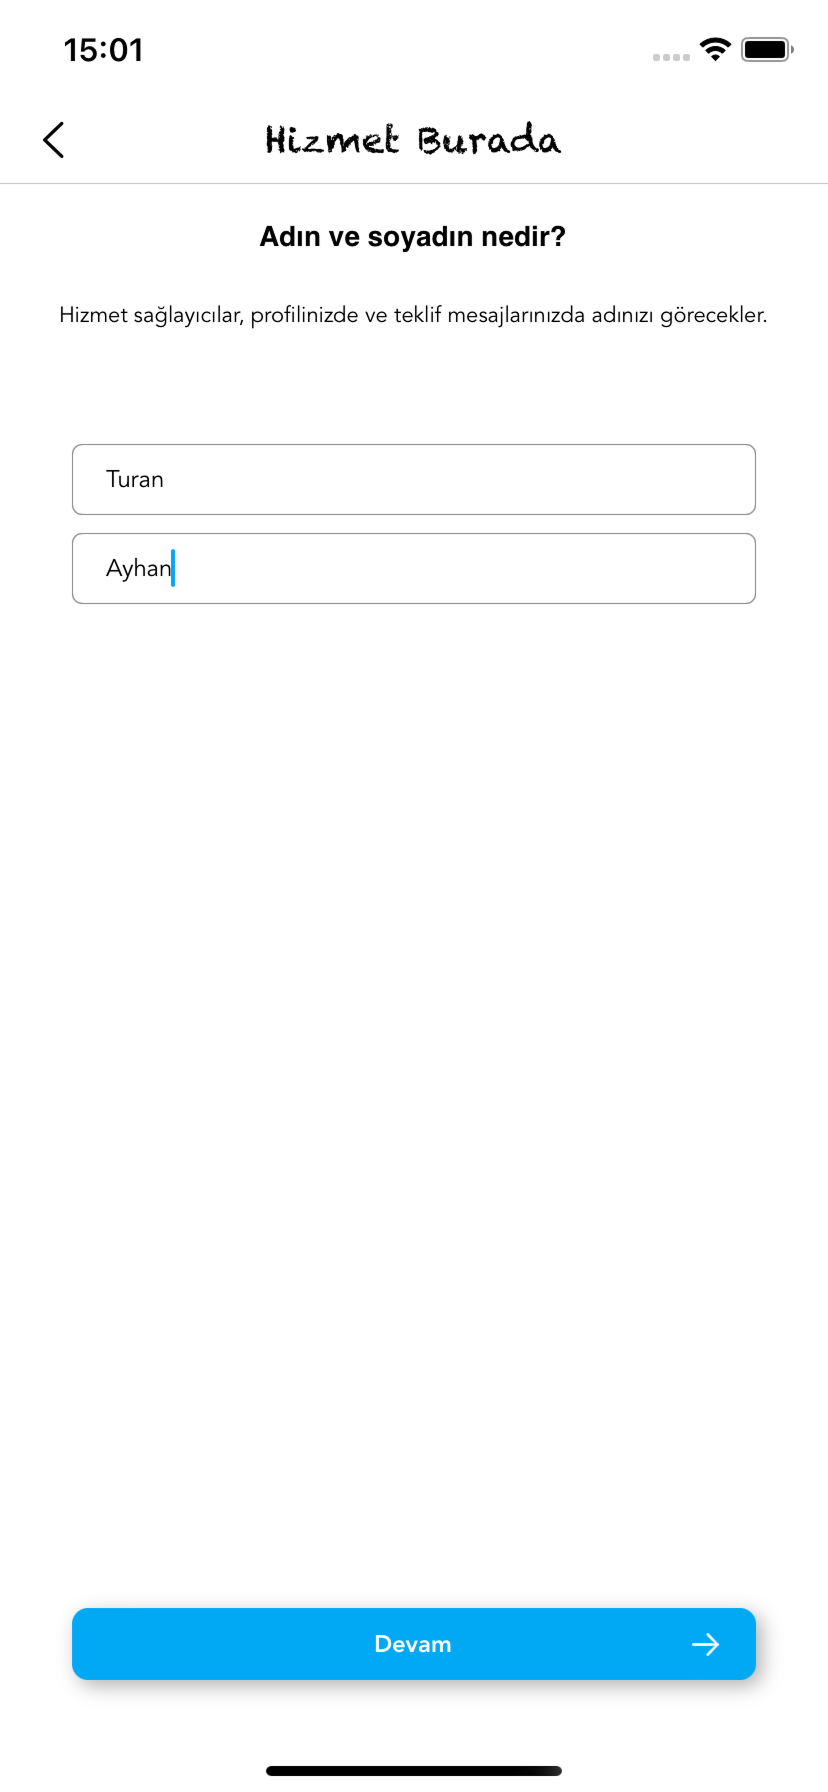 15:01
Hizmet Burada
Adın ve soyadın nedir?
Hizmet sağlayıcılar, profilinizde ve teklif mesajlarınızda adınızı görecekler.
Turan
Ayhan
Devam